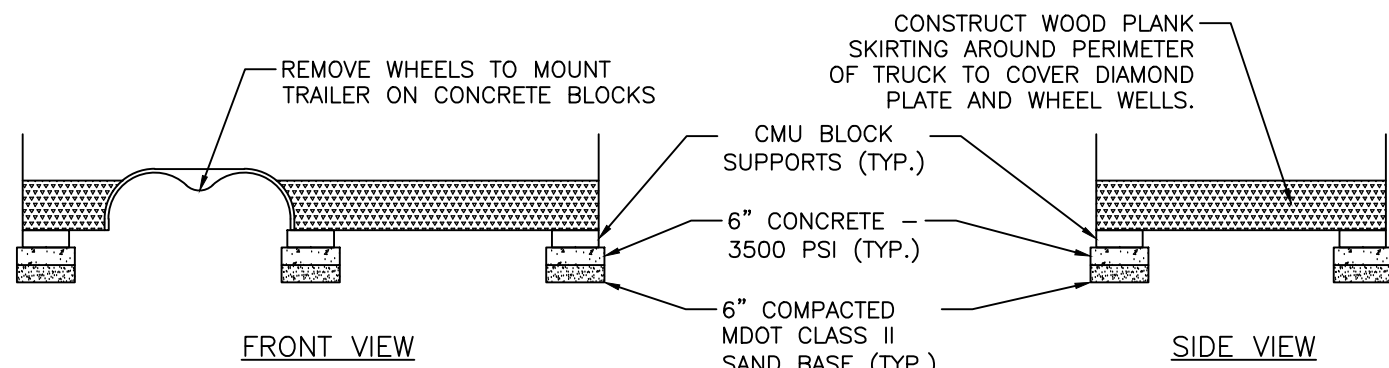 REMOVE WHEELS TO MOUNT
TRAILER ON CONCRETE BLOCKS
CONSTRUCT WOOD PLANK
SKIRTING AROUND PERIMETER
OF TRUCK TO COVER DIAMOND
PLATE AND WHEEL WELLS.
CMU BLOCK
SUPPORTS (TYP.)
6" CONCRETE –
3500 PSI (TYP.)
6" COMPACTED
MDOT CLASS II
SAND BASE (TYP.)
FRONT VIEW
SIDE VIEW